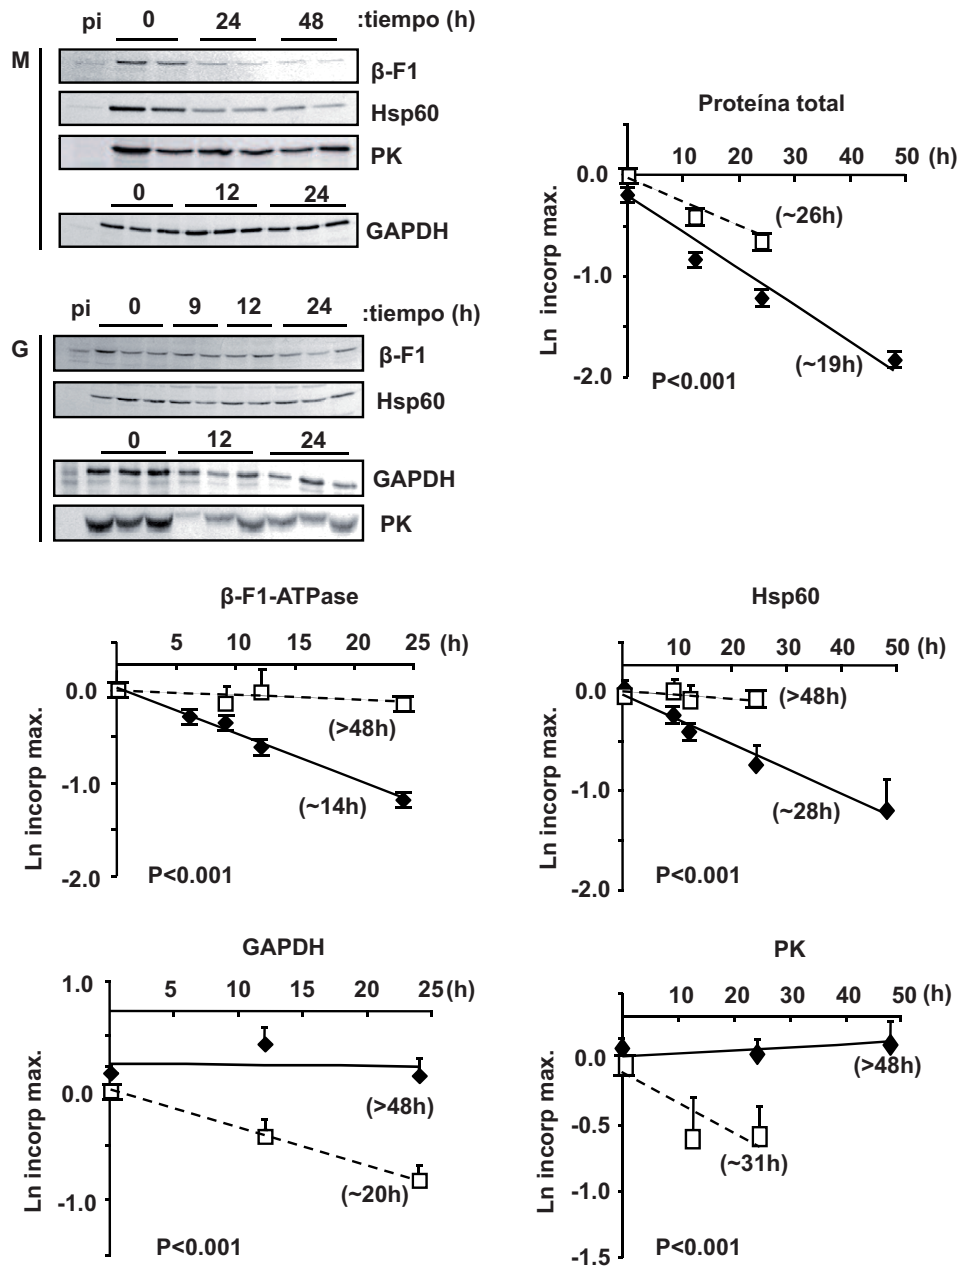 pi 0 24 48 :tiempo (h)
M
β-F1
Hsp60
PK
0 12 24
GAPDH
pi 0 9 12 24 :tiempo (h)
G
β-F1
Hsp60
0 12 24
GAPDH
PK
Proteína total
10 20 30 40 50 (h)
0.0
-1.0
-2.0
Ln incorp max.
(~26h)
(~19h)
P<0.001
β-F1-ATPase
5 10 15 20 25 (h)
0.0
-1.0
-2.0
Ln incorp max.
(>48h)
(~14h)
P<0.001
Hsp60
10 20 30 40 50 (h)
0.0
-1.0
-2.0
Ln incorp max.
(>48h)
(~28h)
P<0.001
GAPDH
1.0
5 10 15 20 25 (h)
0.0
-1.0
Ln incorp max.
(>48h)
(~20h)
P<0.001
PK
10 20 30 40 50 (h)
0.0
-0.5
-1.0
-1.5
Ln incorp max.
(>48h)
(~31h)
P<0.001